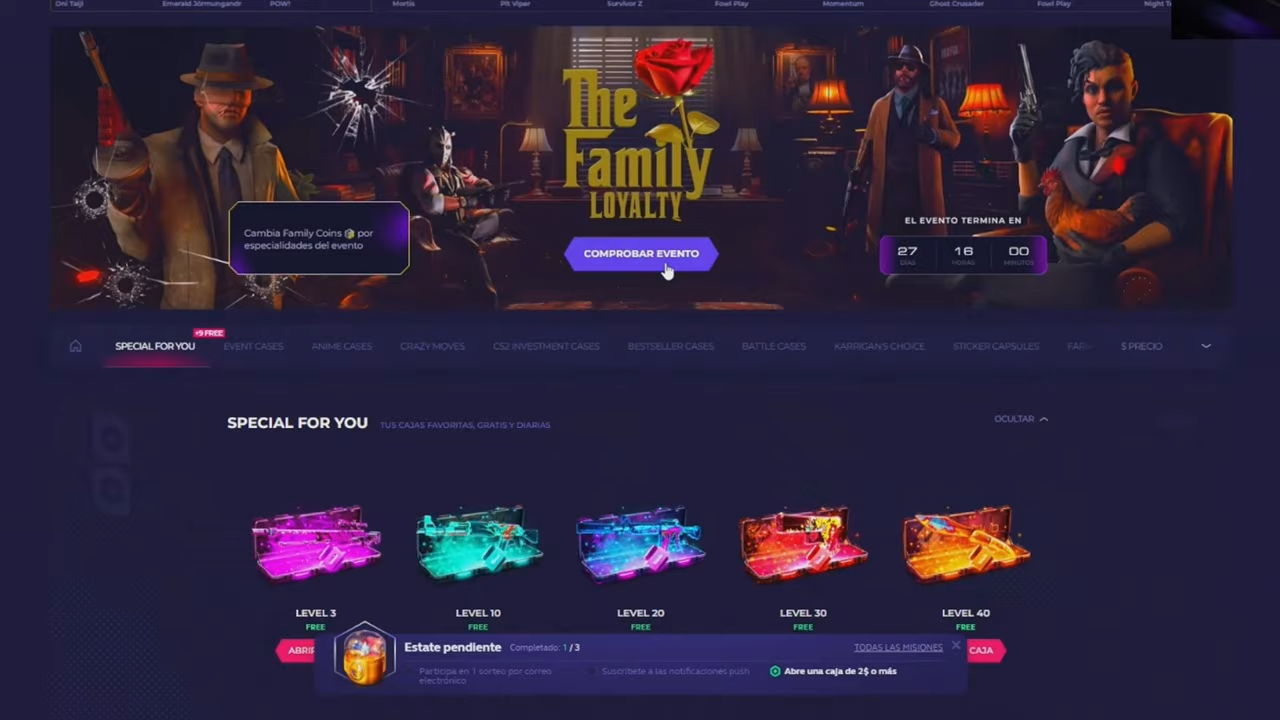 Oni Taiji
Emerald Jörmungandr
POW!
Mortis
Pit Viper
Survivor Z
Fowl Play
Momentum
Ghost Crusader
Fowl Play
Night T
The
Family
LOYALTY
Cambia Family Coins por
especialidades del evento
COMPROBAR EVENTO
EL EVENTO TERMINA EN
27 16 00
DÍAS HORAS MINUTOS
+9 FREE
SPECIAL FOR YOU EVENT CASES ANIME CASES CRAZY MOVES CS2 INVESTMENT CASES BESTSELLER CASES BATTLE CASES KARRIGAN'S CHOICE STICKER CAPSULES $ PRECIO
SPECIAL FOR YOU TUS CAJAS FAVORITAS, GRATIS Y DIARIAS
OCULTAR
LEVEL 3 LEVEL 10 LEVEL 20 LEVEL 30 LEVEL 40
FREE FREE FREE FREE FREE
ABRIR
CAJA
Estate pendiente Completado: 1 / 3
TODAS LAS MISIONES
Participa en 1 sorteo por correo
electrónico
Suscríbete a las notificaciones push
Abre una caja de 2$ o más